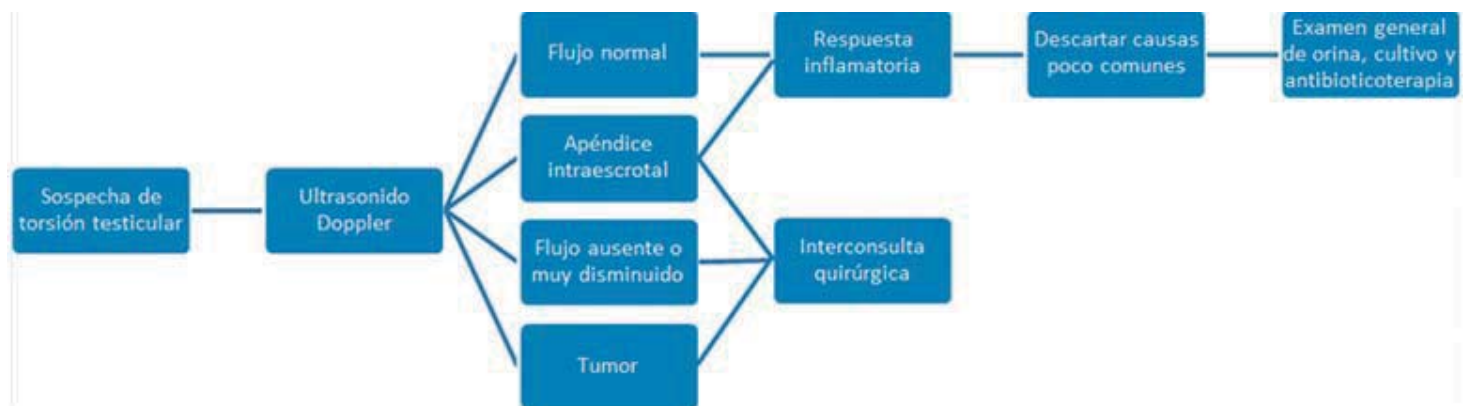 Sospecha de
torsión testicular
Ultrasonido
Doppler
Flujo normal
Apéndice
intraescrotal
Flujo ausente o
muy disminuido
Tumor
Respuesta
inflamatoria
Interconsulta
quirúrgica
Descartar causas
poco comunes
Examen general
de orina, cultivo y
antibioticoterapia